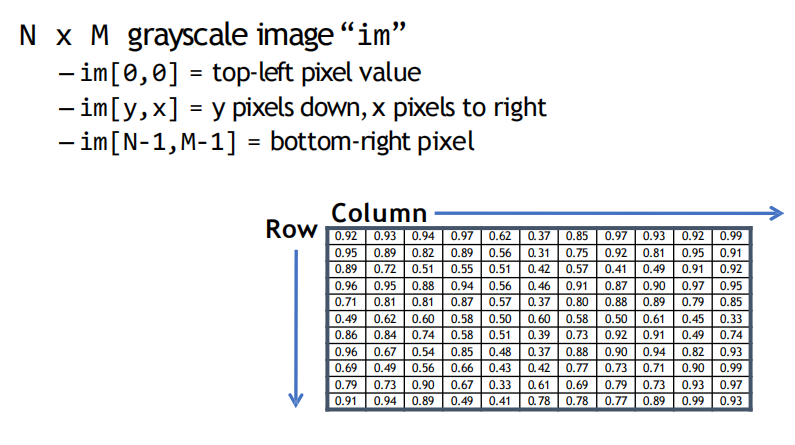 N x M grayscale image “im”
– im[0,0] = top-left pixel value
– im[y,x] = y pixels down, x pixels to right
– im[N-1,M-1] = bottom-right pixel
Column
Row
0.92 0.93 0.94 0.97 0.62 0.37 0.85 0.97 0.93 0.92 0.99
0.95 0.89 0.82 0.89 0.56 0.31 0.75 0.92 0.81 0.95 0.91
0.89 0.72 0.51 0.55 0.51 0.42 0.57 0.41 0.49 0.91 0.92
0.96 0.95 0.88 0.94 0.56 0.46 0.91 0.87 0.90 0.97 0.95
0.71 0.81 0.81 0.87 0.57 0.37 0.80 0.88 0.89 0.79 0.85
0.49 0.62 0.60 0.58 0.50 0.60 0.58 0.50 0.61 0.45 0.33
0.86 0.84 0.74 0.58 0.51 0.39 0.73 0.92 0.91 0.49 0.74
0.96 0.67 0.54 0.85 0.48 0.37 0.88 0.90 0.94 0.82 0.93
0.69 0.49 0.56 0.66 0.43 0.42 0.77 0.73 0.71 0.90 0.99
0.79 0.73 0.90 0.67 0.33 0.61 0.69 0.79 0.73 0.93 0.97
0.91 0.94 0.89 0.49 0.41 0.78 0.78 0.77 0.89 0.99 0.93